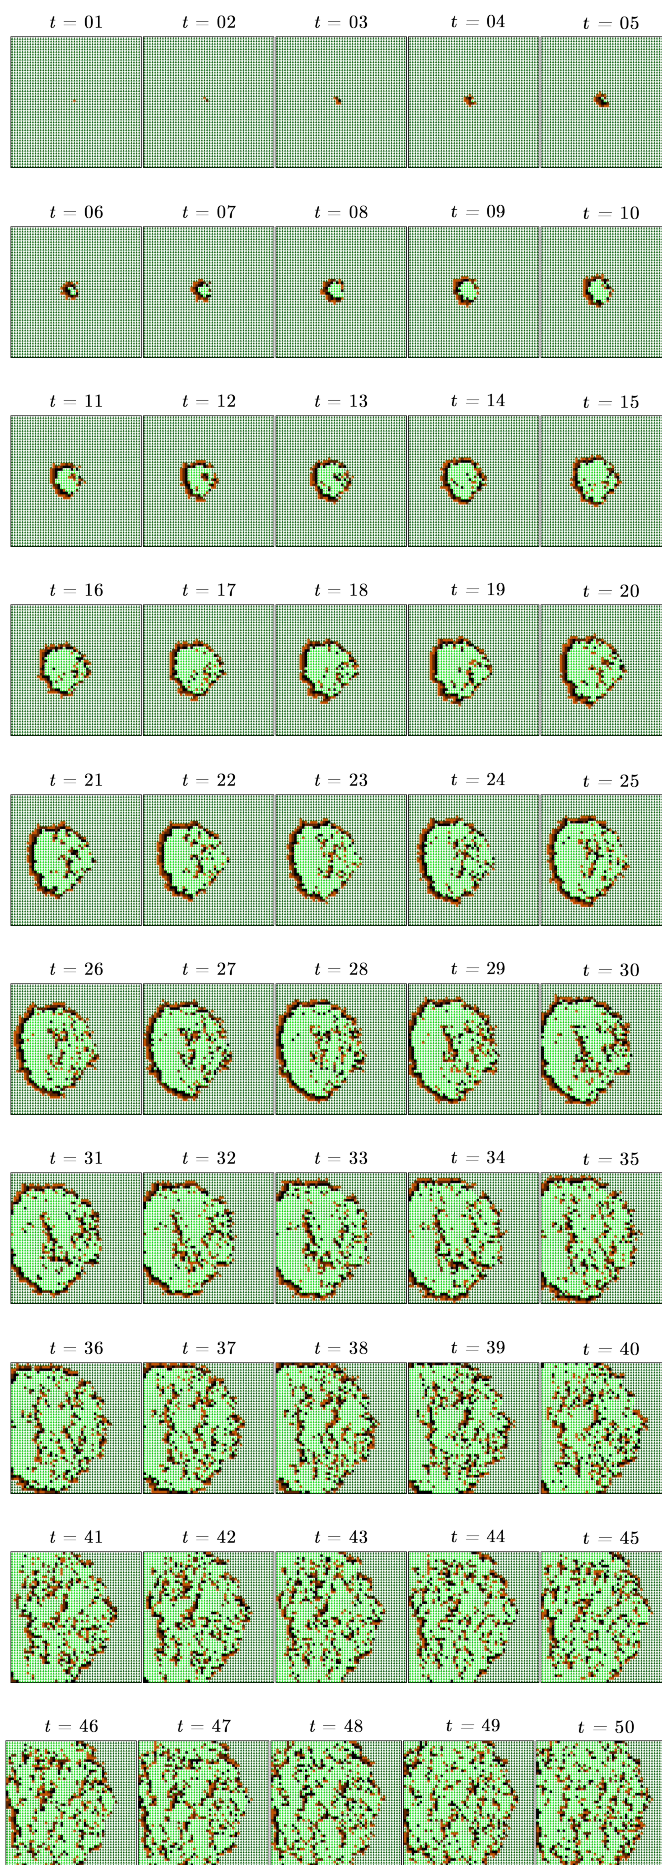 t = 01 t = 02 t = 03 t = 04 t = 05
t = 06 t = 07 t = 08 t = 09 t = 10
t = 11 t = 12 t = 13 t = 14 t = 15
t = 16 t = 17 t = 18 t = 19 t = 20
t = 21 t = 22 t = 23 t = 24 t = 25
t = 26 t = 27 t = 28 t = 29 t = 30
t = 31 t = 32 t = 33 t = 34 t = 35
t = 36 t = 37 t = 38 t = 39 t = 40
t = 41 t = 42 t = 43 t = 44 t = 45
t = 46 t = 47 t = 48 t = 49 t = 50